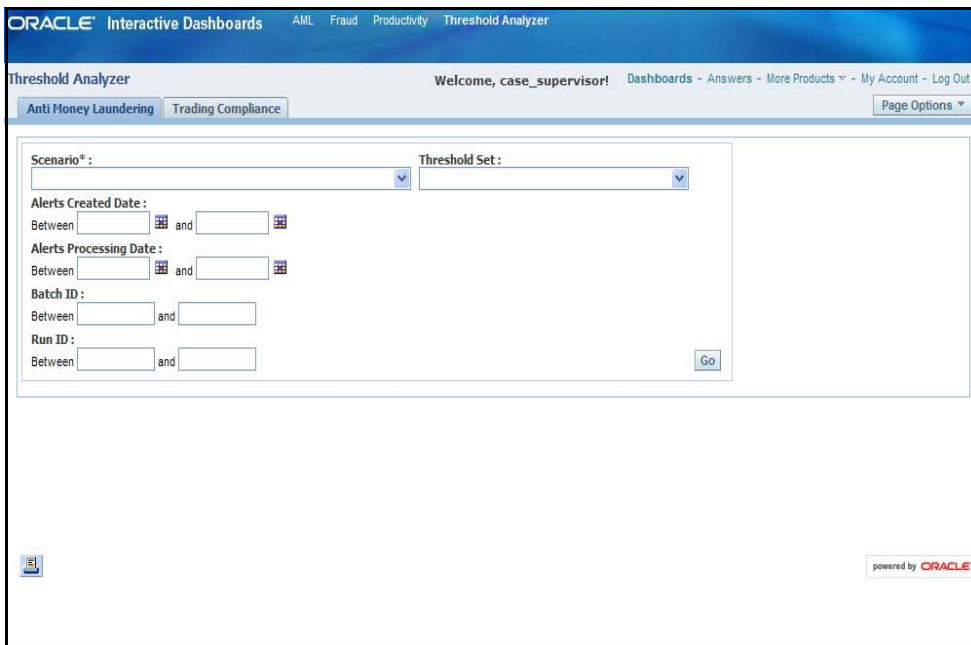 ORACLE Interactive Dashboards AML Fraud Productivity Threshold Analyzer
Threshold Analyzer Welcome, case_supervisor! Dashboards - Answers - More Products - My Account - Log Out
Anti Money Laundering Trading Compliance Page Options
Scenario* : Threshold Set :
Alerts Created Date :
Between and
Alerts Processing Date :
Between and
Batch ID :
Between and
Run ID :
Between and Go
powered by ORACLE